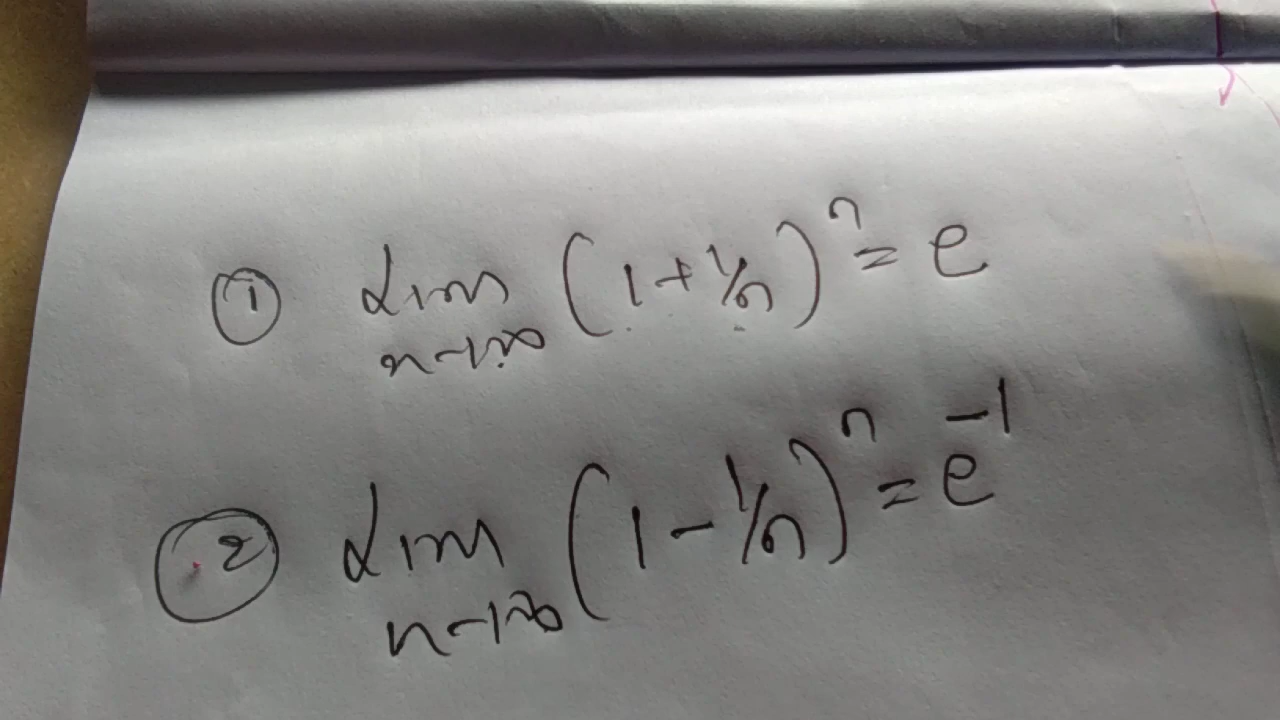 ① Lim n→∞ (1 + 1/n)ⁿ = e
② Lim n→∞ (1 - 1/n)ⁿ = e⁻¹